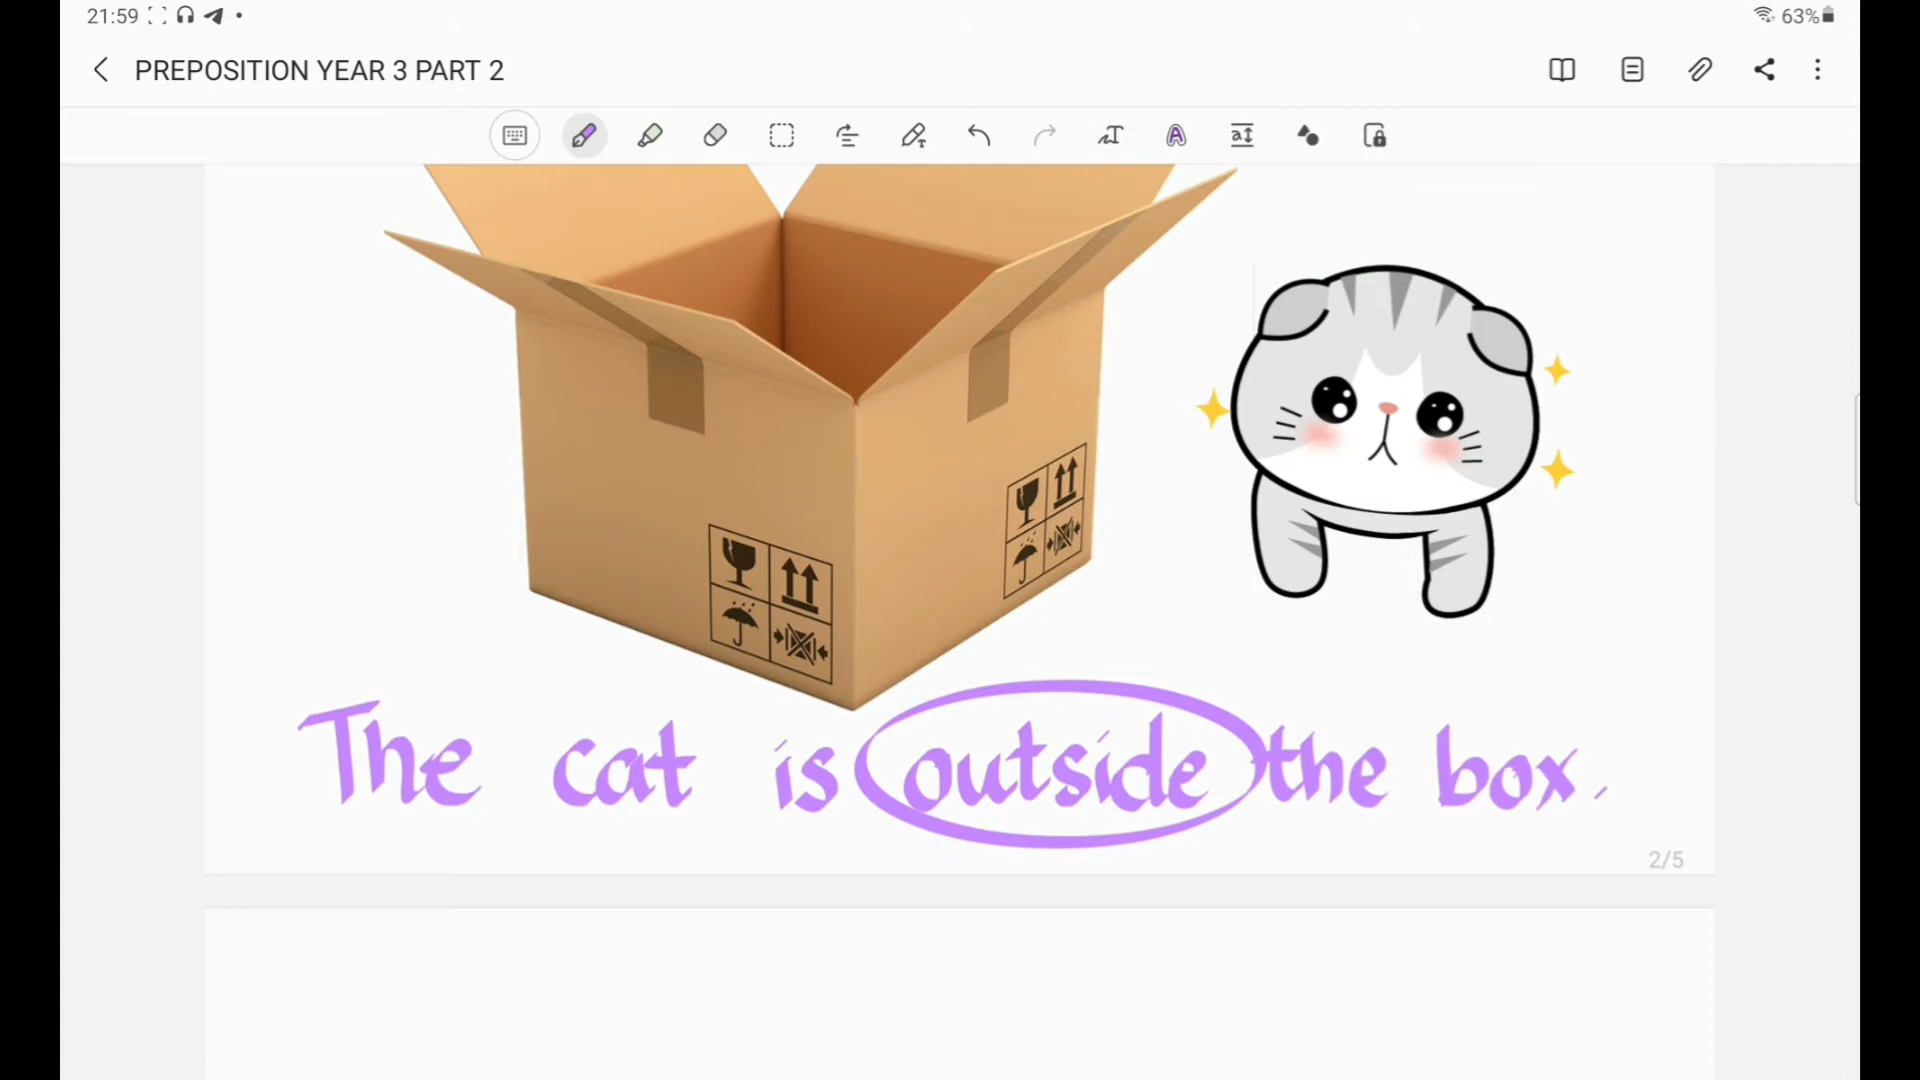 21:59
63%
PREPOSITION YEAR 3 PART 2
The cat is outside the box.
2/5